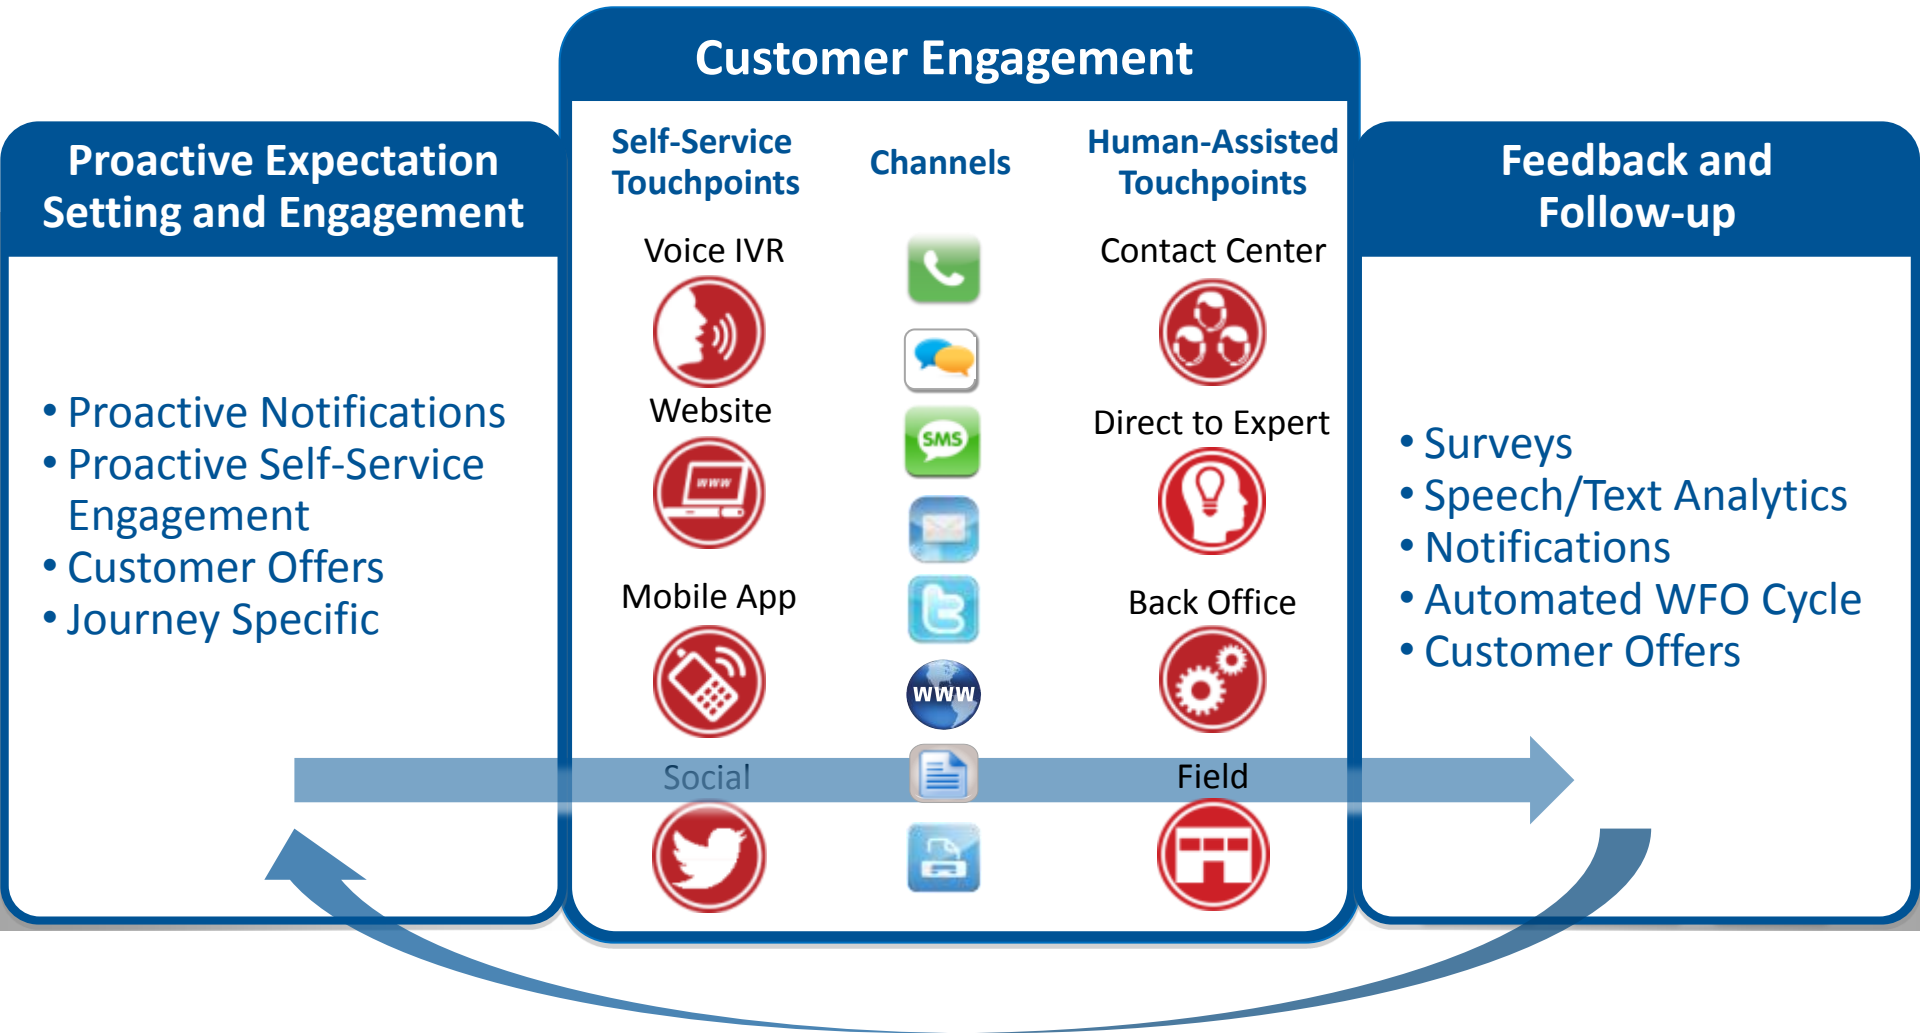 Customer Engagement
Proactive Expectation
Setting and Engagement
• Proactive Notifications
• Proactive Self-Service
Engagement
• Customer Offers
• Journey Specific
Self-Service
Touchpoints
Voice IVR
Website
www
Mobile App
Social
Channels
SMS
www
Human-Assisted
Touchpoints
Contact Center
Direct to Expert
Back Office
Field
Feedback and
Follow-up
• Surveys
• Speech/Text Analytics
• Notifications
• Automated WFO Cycle
• Customer Offers